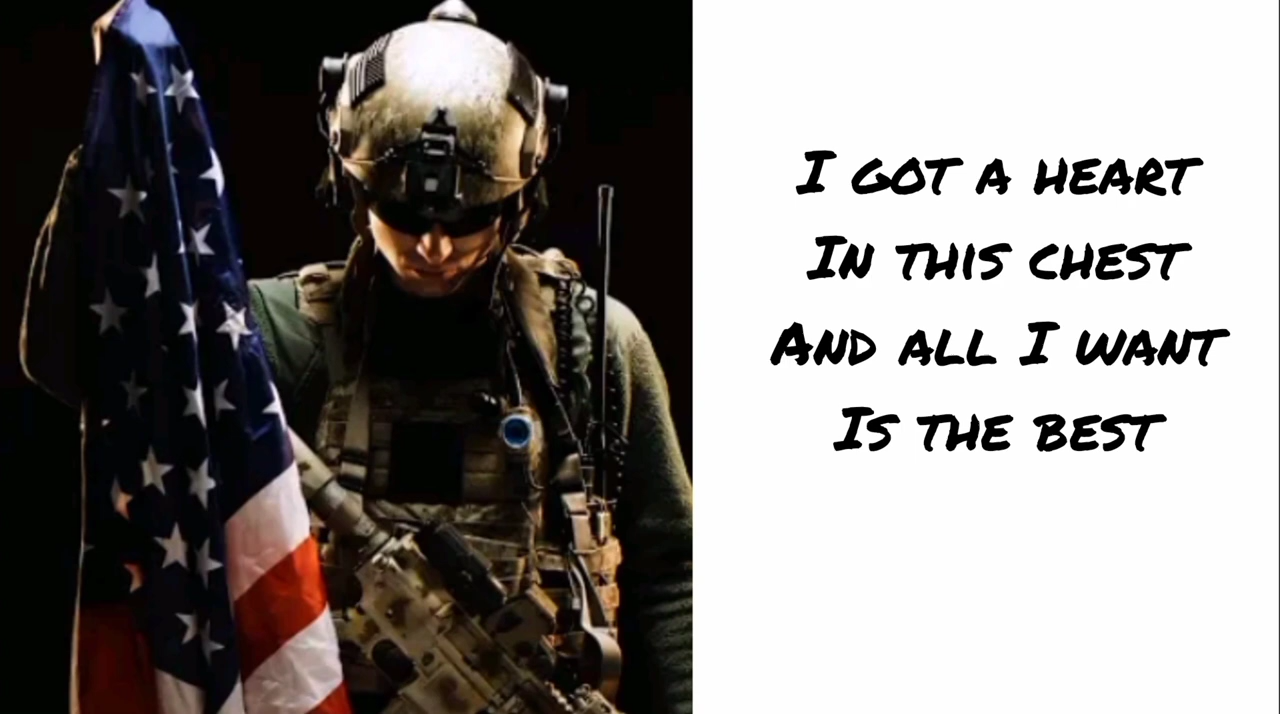 I got a heart
In this chest
And all I want
Is the best